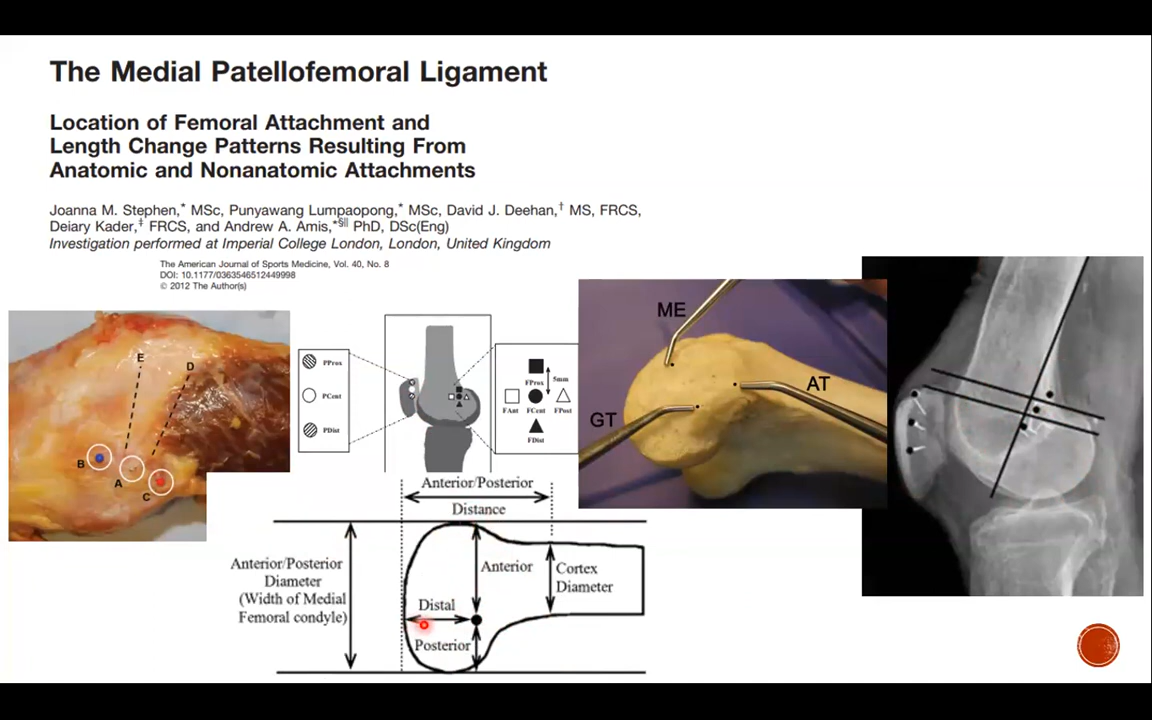 The Medial Patellofemoral Ligament
Location of Femoral Attachment and
Length Change Patterns Resulting From
Anatomic and Nonanatomic Attachments
Joanna M. Stephen,* MSc, Punyawang Lumpaopong,* MSc, David J. Deehan,† MS, FRCS,
Deiary Kader,‡ FRCS, and Andrew A. Amis,*§|| PhD, DSc(Eng)
Investigation performed at Imperial College London, London, United Kingdom
The American Journal of Sports Medicine, Vol. 40, No. 8
DOI: 10.1177/0363546512449998
© 2012 The Author(s)
E
D
B
A
C
PProx
PCent
PDist
FProx
5mm
FAnt
FCent
FPost
FDist
ME
AT
GT
Anterior/Posterior
Distance
Anterior/Posterior
Diameter
(Width of Medial
Femoral condyle)
Anterior
Cortex
Diameter
Distal
Posterior